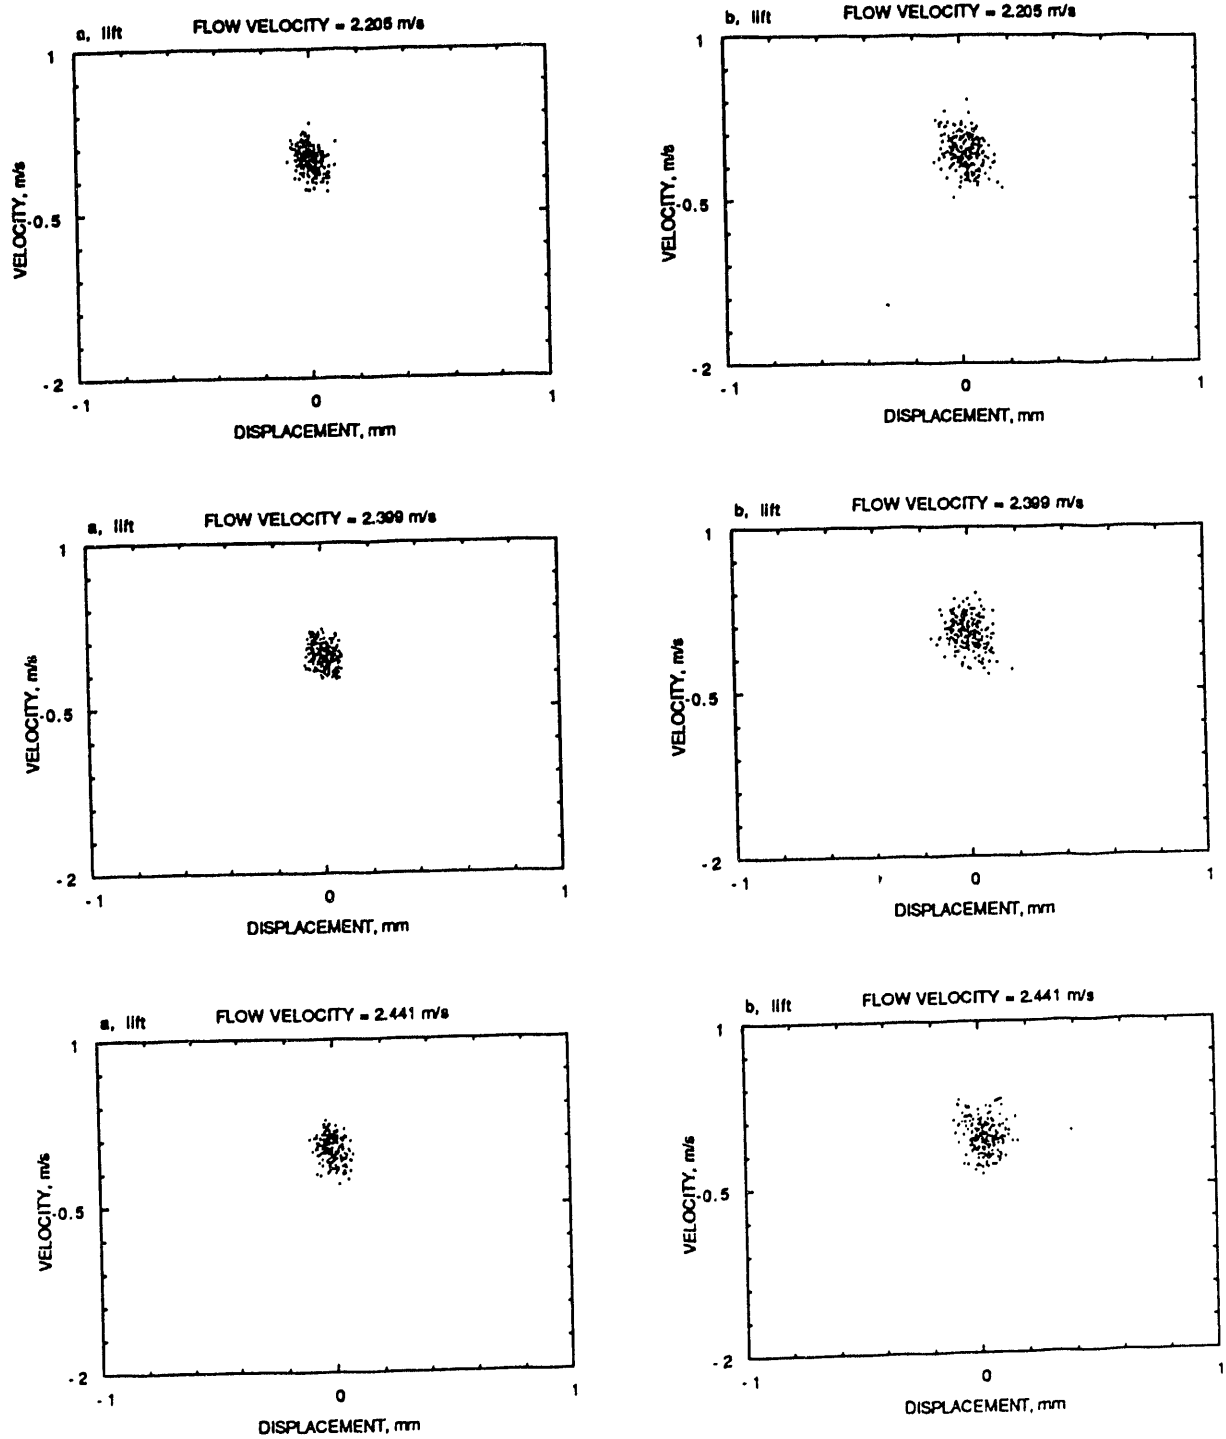 a, lift FLOW VELOCITY = 2.205 m/s
1
-0.5
-2
VELOCITY, m/s
-1 0 1
DISPLACEMENT, mm
b, lift FLOW VELOCITY = 2.205 m/s
1
-0.5
-2
VELOCITY, m/s
-1 0 1
DISPLACEMENT, mm
a, lift FLOW VELOCITY = 2.399 m/s
1
-0.5
-2
VELOCITY, m/s
-1 0 1
DISPLACEMENT, mm
b, lift FLOW VELOCITY = 2.399 m/s
1
-0.5
-2
VELOCITY, m/s
-1 0 1
DISPLACEMENT, mm
a, lift FLOW VELOCITY = 2.441 m/s
1
-0.5
-2
VELOCITY, m/s
-1 0 1
DISPLACEMENT, mm
b, lift FLOW VELOCITY = 2.441 m/s
1
-0.5
-2
VELOCITY, m/s
-1 0 1
DISPLACEMENT, mm